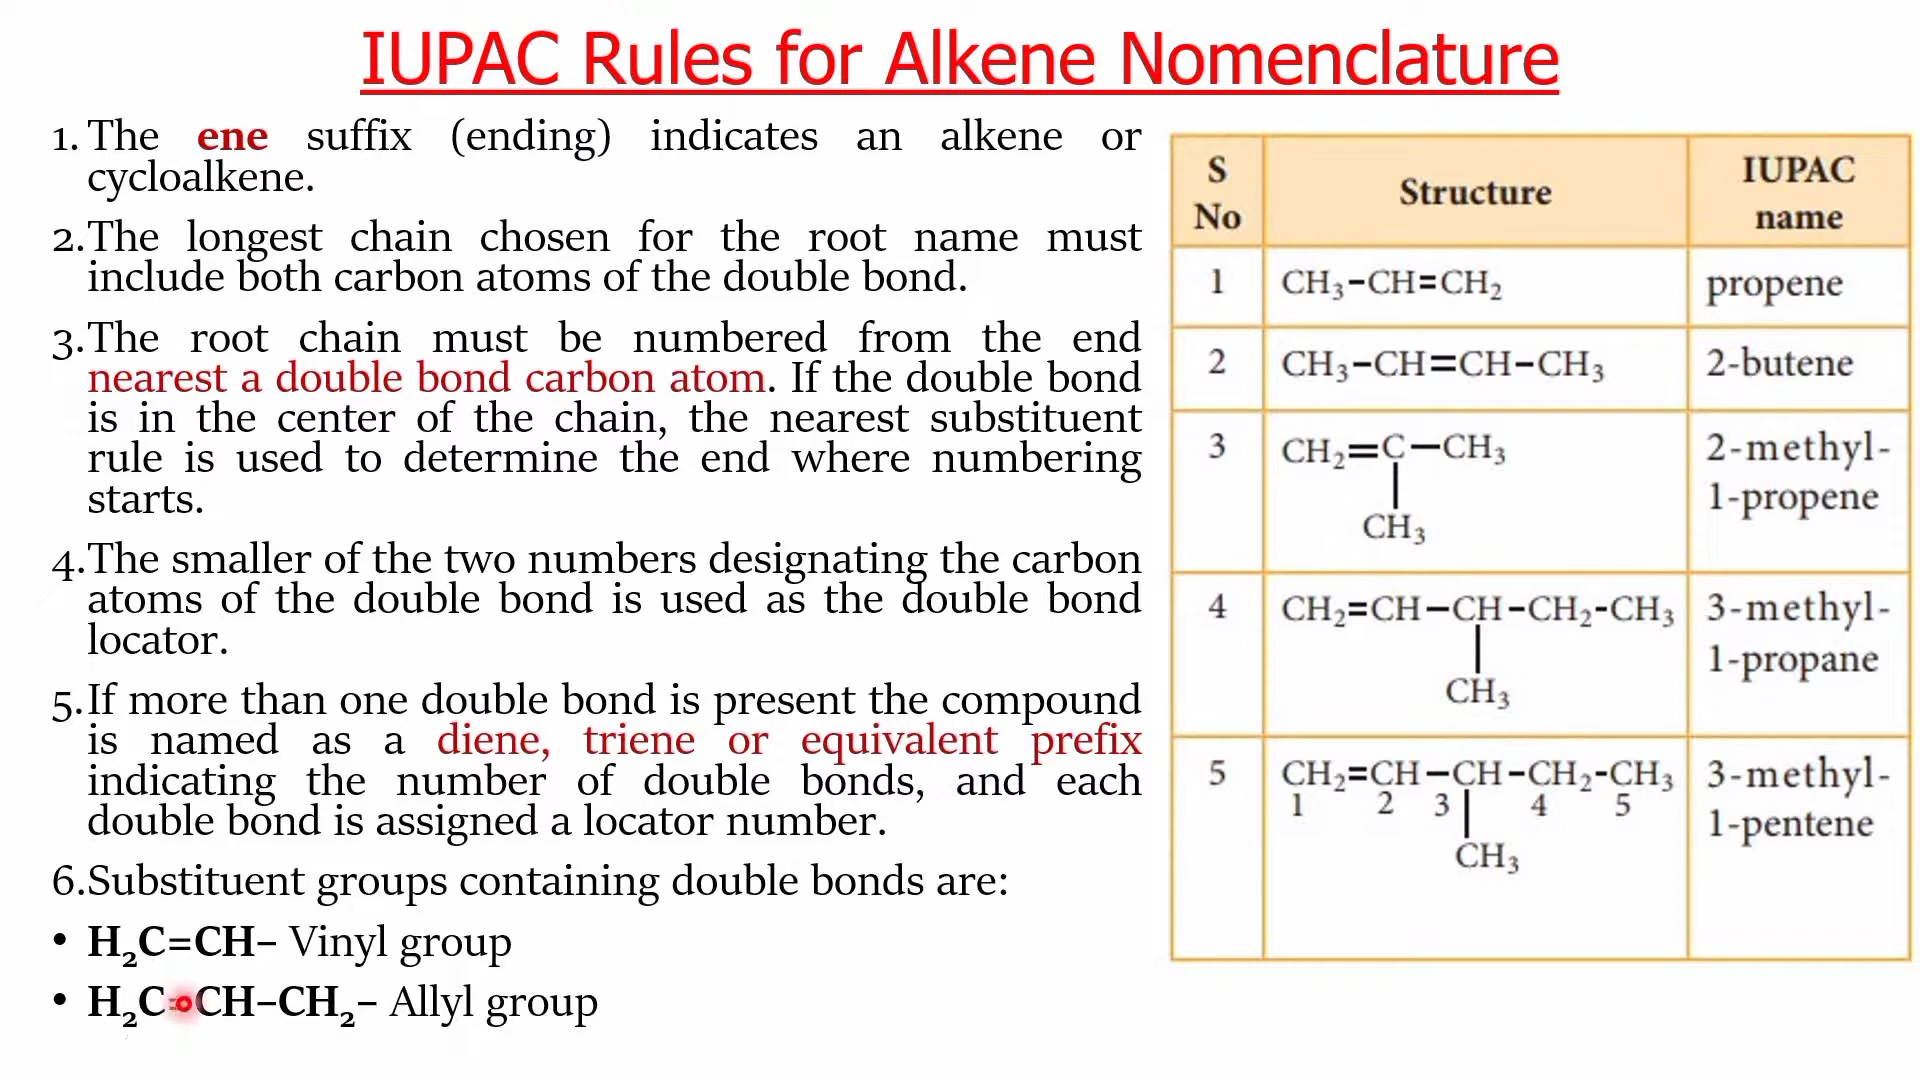 IUPAC Rules for Alkene Nomenclature
1. The ene suffix (ending) indicates an alkene or
cycloalkene.
2.The longest chain chosen for the root name must
include both carbon atoms of the double bond.
3.The root chain must be numbered from the end
nearest a double bond carbon atom. If the double bond
is in the center of the chain, the nearest substituent
rule is used to determine the end where numbering
starts.
4.The smaller of the two numbers designating the carbon
atoms of the double bond is used as the double bond
locator.
5.If more than one double bond is present the compound
is named as a diene, triene or equivalent prefix
indicating the number of double bonds, and each
double bond is assigned a locator number.
6.Substituent groups containing double bonds are:
• H₂C=CH– Vinyl group
• H₂C=CH–CH₂– Allyl group
S No Structure IUPAC name
1 CH₃−CH=CH₂ propene
2 CH₃−CH=CH−CH₃ 2-butene
3 CH₂=C−CH₃ 2-methyl-
|
1-propene
CH₃
4 CH₂=CH−CH−CH₂-CH₃ 3-methyl-
|
1-propane
CH₃
5 CH₂=CH−CH−CH₂-CH₃ 3-methyl-
1 2 3 | 4 5
1-pentene
CH₃